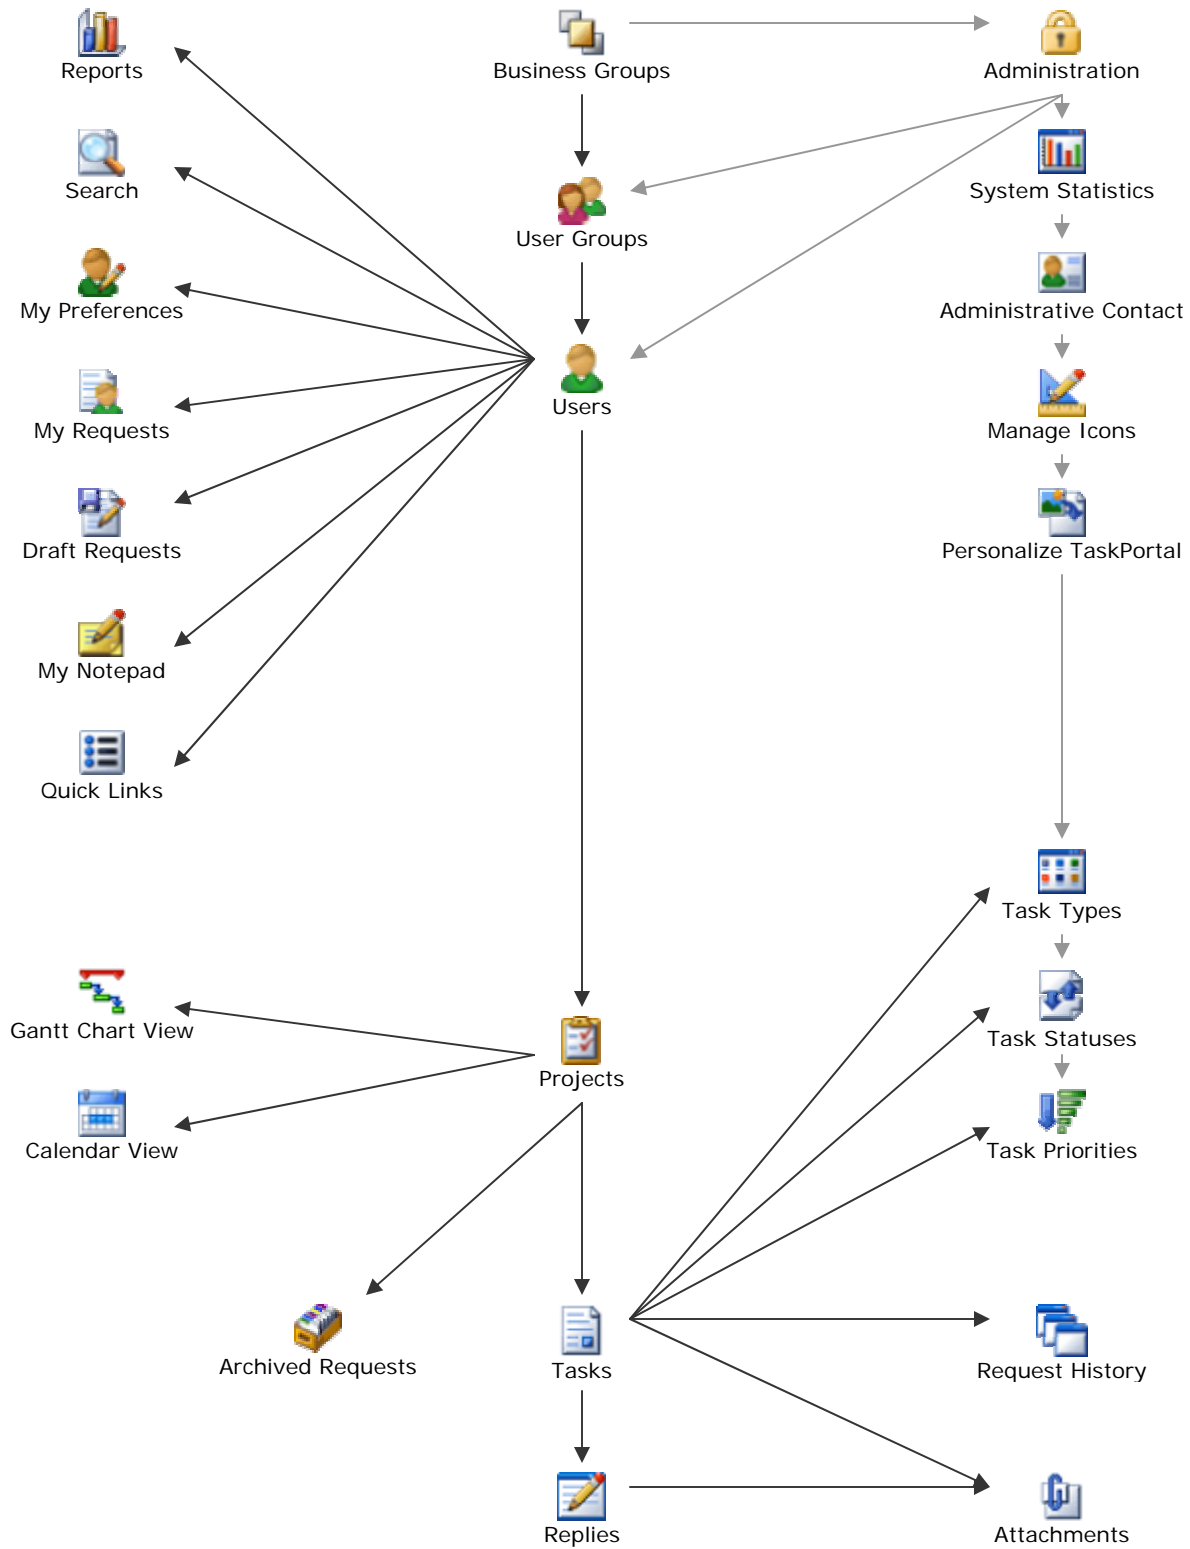 Reports
Business Groups
Administration
Search
System Statistics
User Groups
My Preferences
Administrative Contact
Users
My Requests
Manage Icons
Draft Requests
Personalize TaskPortal
My Notepad
Quick Links
Task Types
Gantt Chart View
Task Statuses
Projects
Calendar View
Task Priorities
Archived Requests
Tasks
Request History
Replies
Attachments